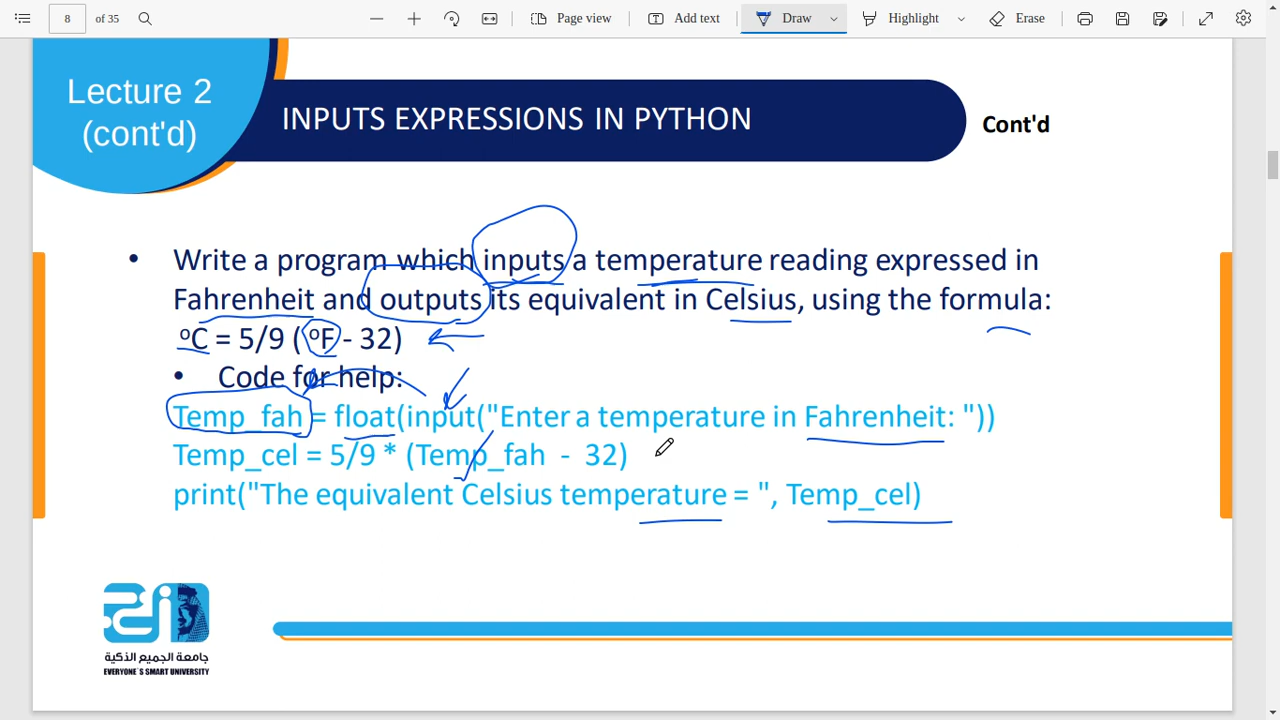 8 of 35 Page view Add text Draw Highlight Erase
Lecture 2
(cont'd)
INPUTS EXPRESSIONS IN PYTHON
Cont'd
• Write a program which inputs a temperature reading expressed in
Fahrenheit and outputs its equivalent in Celsius, using the formula:
ºC = 5/9 (ºF - 32)
• Code for help:
Temp_fah = float(input("Enter a temperature in Fahrenheit: "))
Temp_cel = 5/9 * (Temp_fah - 32)
print("The equivalent Celsius temperature = ", Temp_cel)
جامعة الجميع الذكية
EVERYONE'S SMART UNIVERSITY